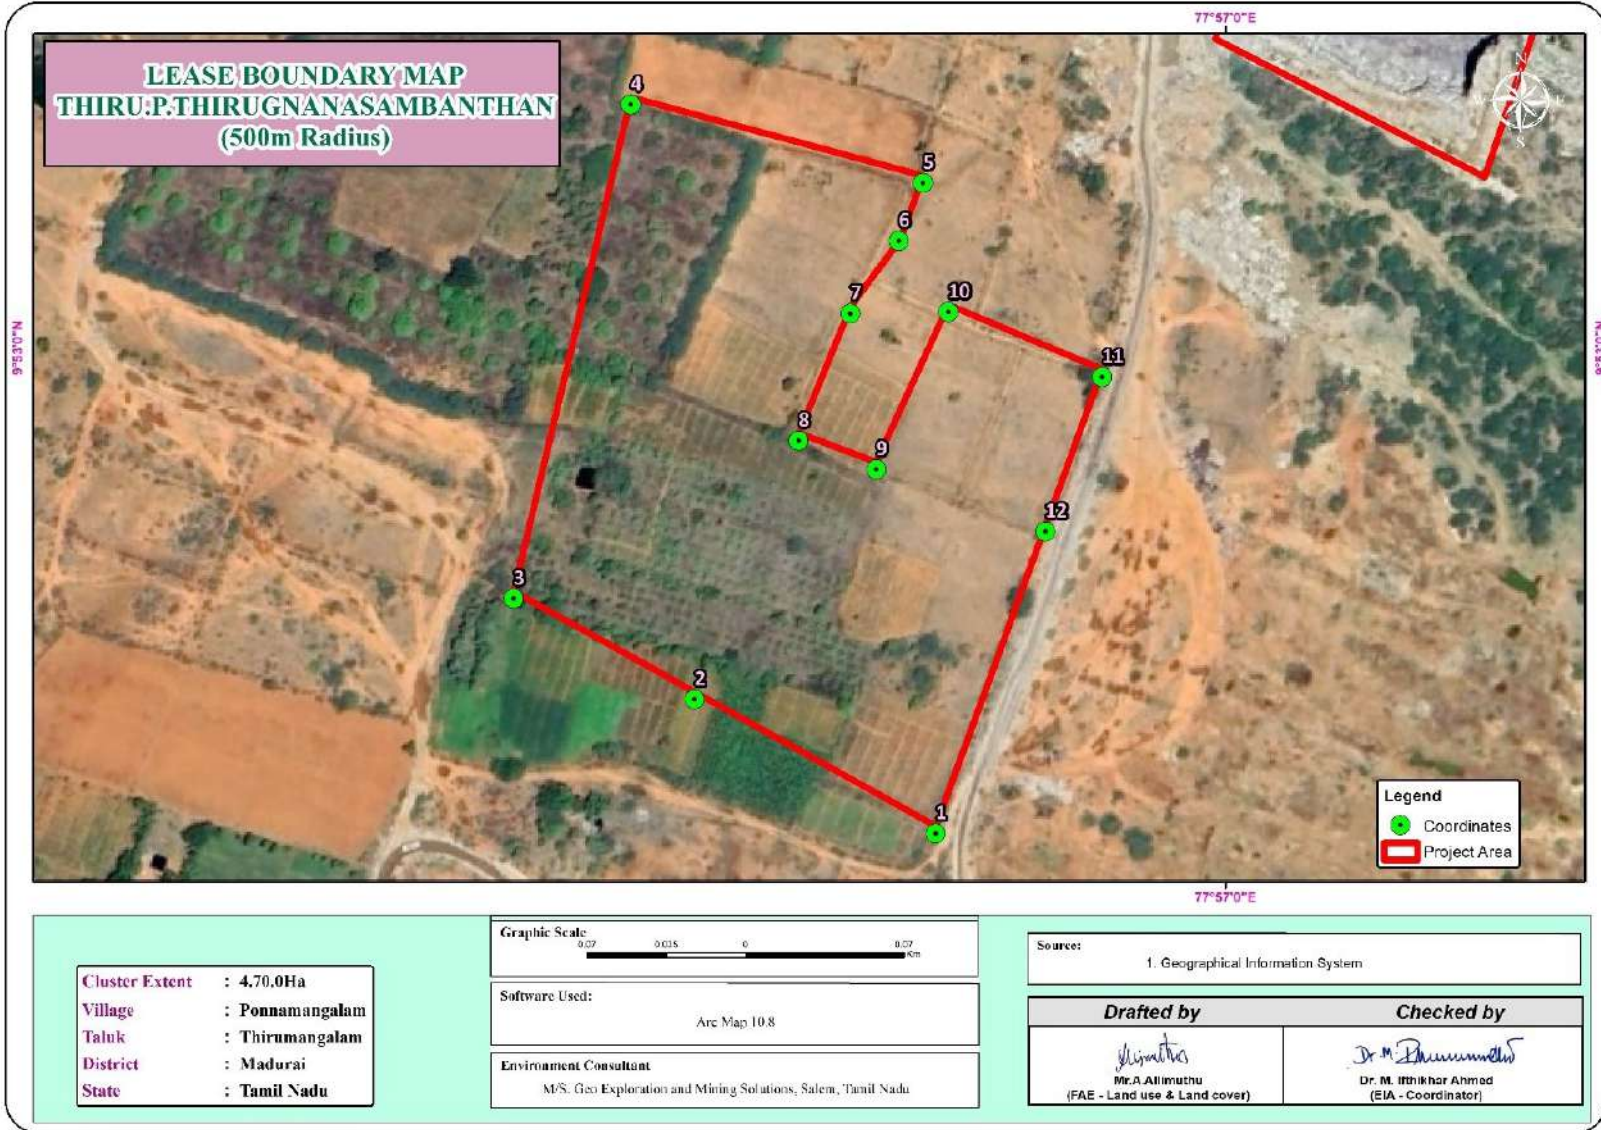 77°57'0"E
LEASE BOUNDARY MAP
THIRU.P.THIRUGNANASAMBANTHAN
(500m Radius)
N
W
E
S
4
5
6
7
10
11
8
9
12
3
2
1
9°53'0"N
9°53'0"N
Legend
Coordinates
Project Area
77°57'0"E
Cluster Extent : 4.70.0Ha
Village : Ponnamangalam
Taluk : Thirumangalam
District : Madurai
State : Tamil Nadu
Graphic Scale
0.07 0.035 0 0.07
Km
Software Used:
Arc Map 10.8
Environment Consultant
M/S. Geo Exploration and Mining Solutions, Salem, Tamil Nadu
Source:
1. Geographical Information System
Drafted by Checked by
Mr.A.Allimuthu
(FAE - Land use & Land cover)
Dr. M.
Dr. M. Ifthikhar Ahmed
(EIA - Coordinator)